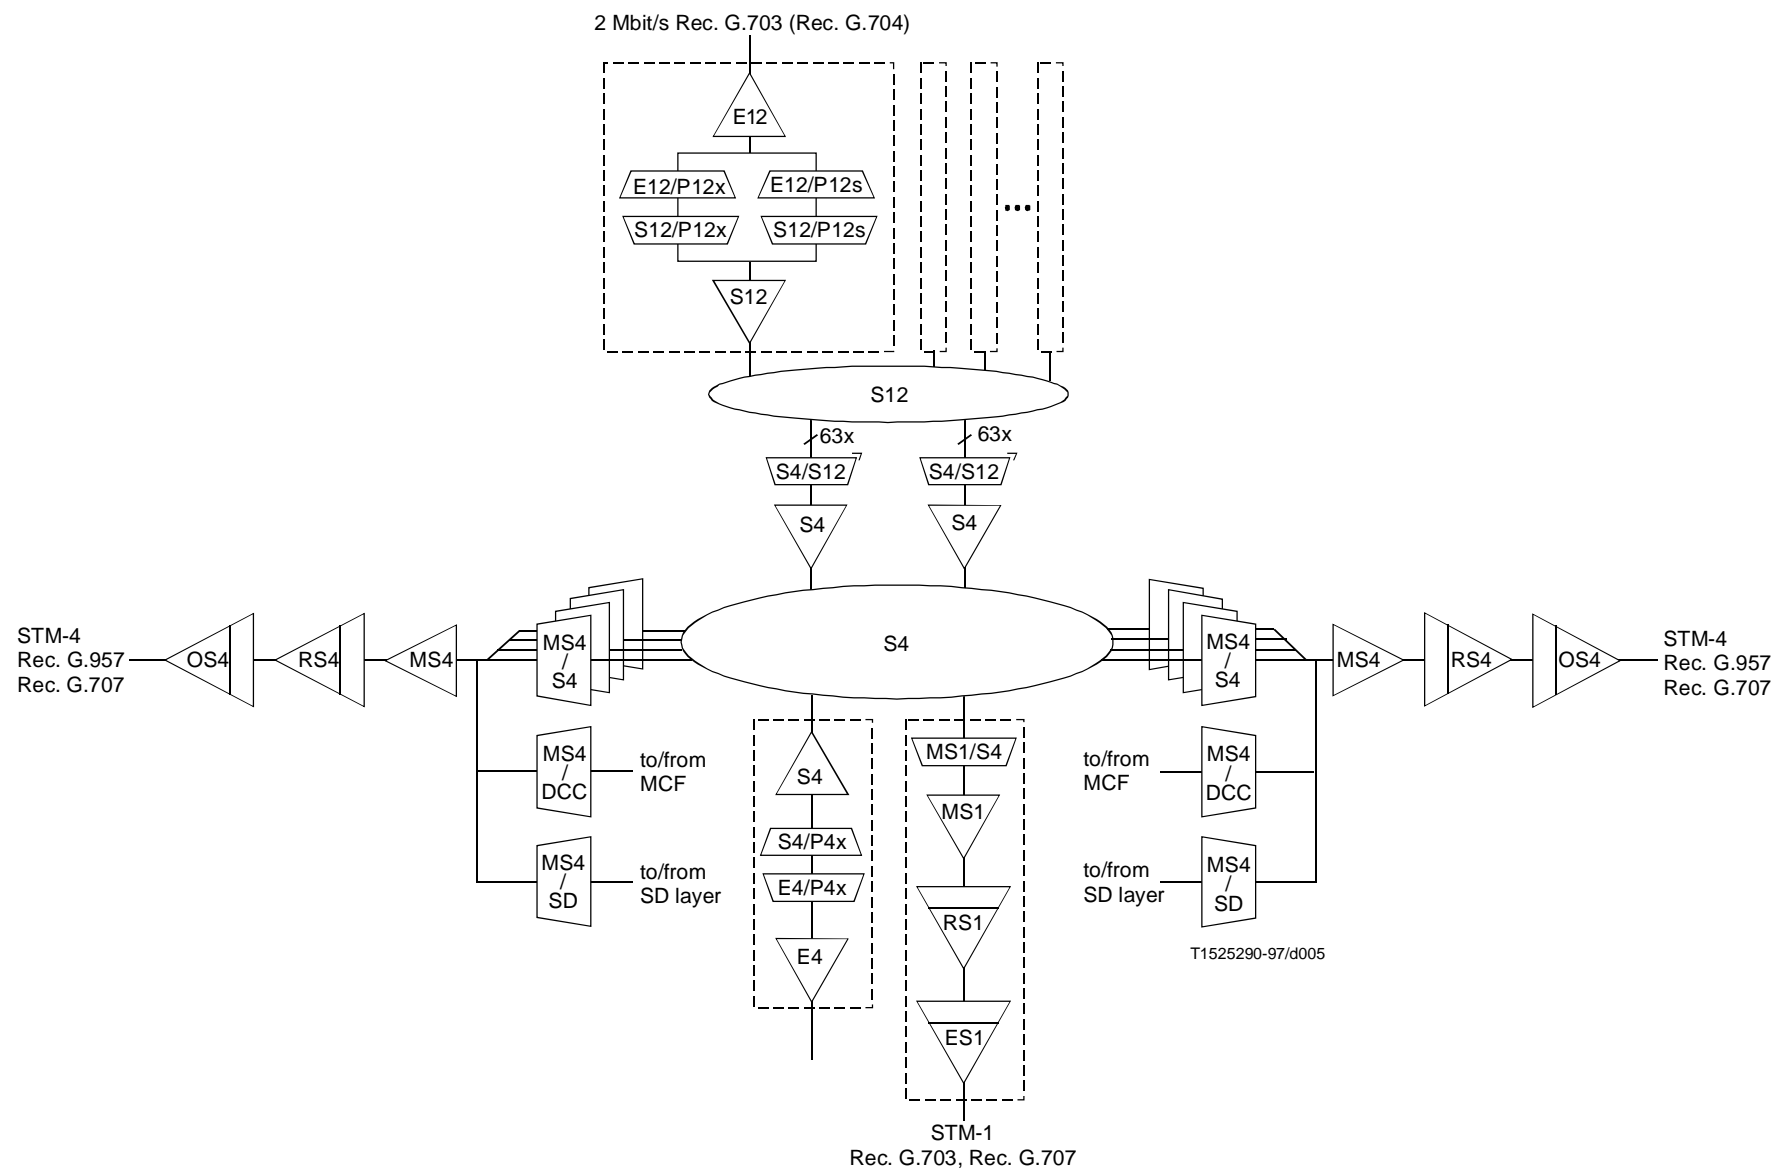 2 Mbit/s Rec. G.703 (Rec. G.704)
E12
E12/P12x
E12/P12s
S12/P12x
S12/P12s
S12
S12
63x
63x
S4/S12
S4/S12
S4
S4
STM-4
Rec. G.957
Rec. G.707
OS4
RS4
MS4
MS4
/
S4
S4
MS4
/
S4
MS4
RS4
OS4
STM-4
Rec. G.957
Rec. G.707
MS4
/
DCC
to/from
MCF
S4
MS1/S4
to/from
MCF
MS4
/
DCC
MS1
S4/P4x
MS4
/
SD
to/from
SD layer
E4/P4x
RS1
to/from
SD layer
MS4
/
SD
E4
T1525290-97/d005
ES1
STM-1
Rec. G.703, Rec. G.707